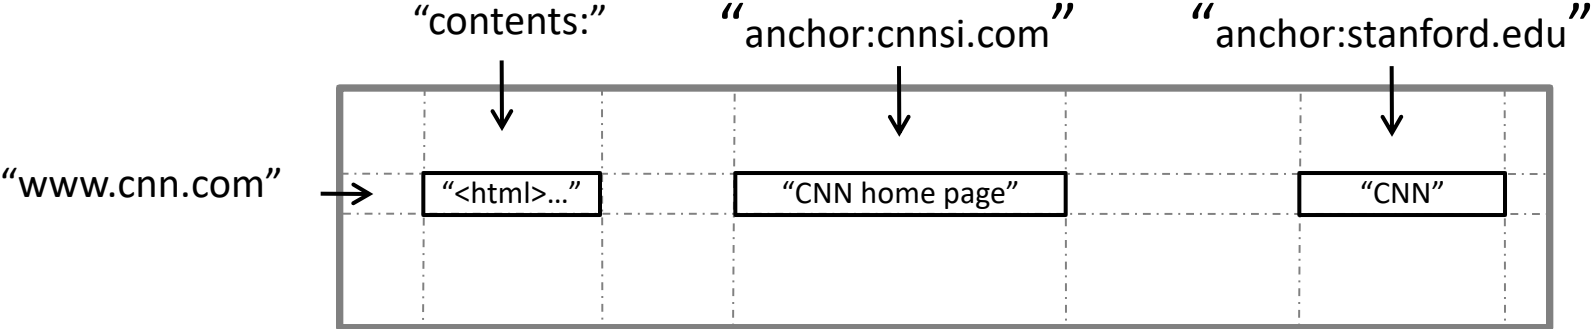 “contents:” “anchor:cnnsi.com” “anchor:stanford.edu”
“www.cnn.com” “<html>…” “CNN home page” “CNN”